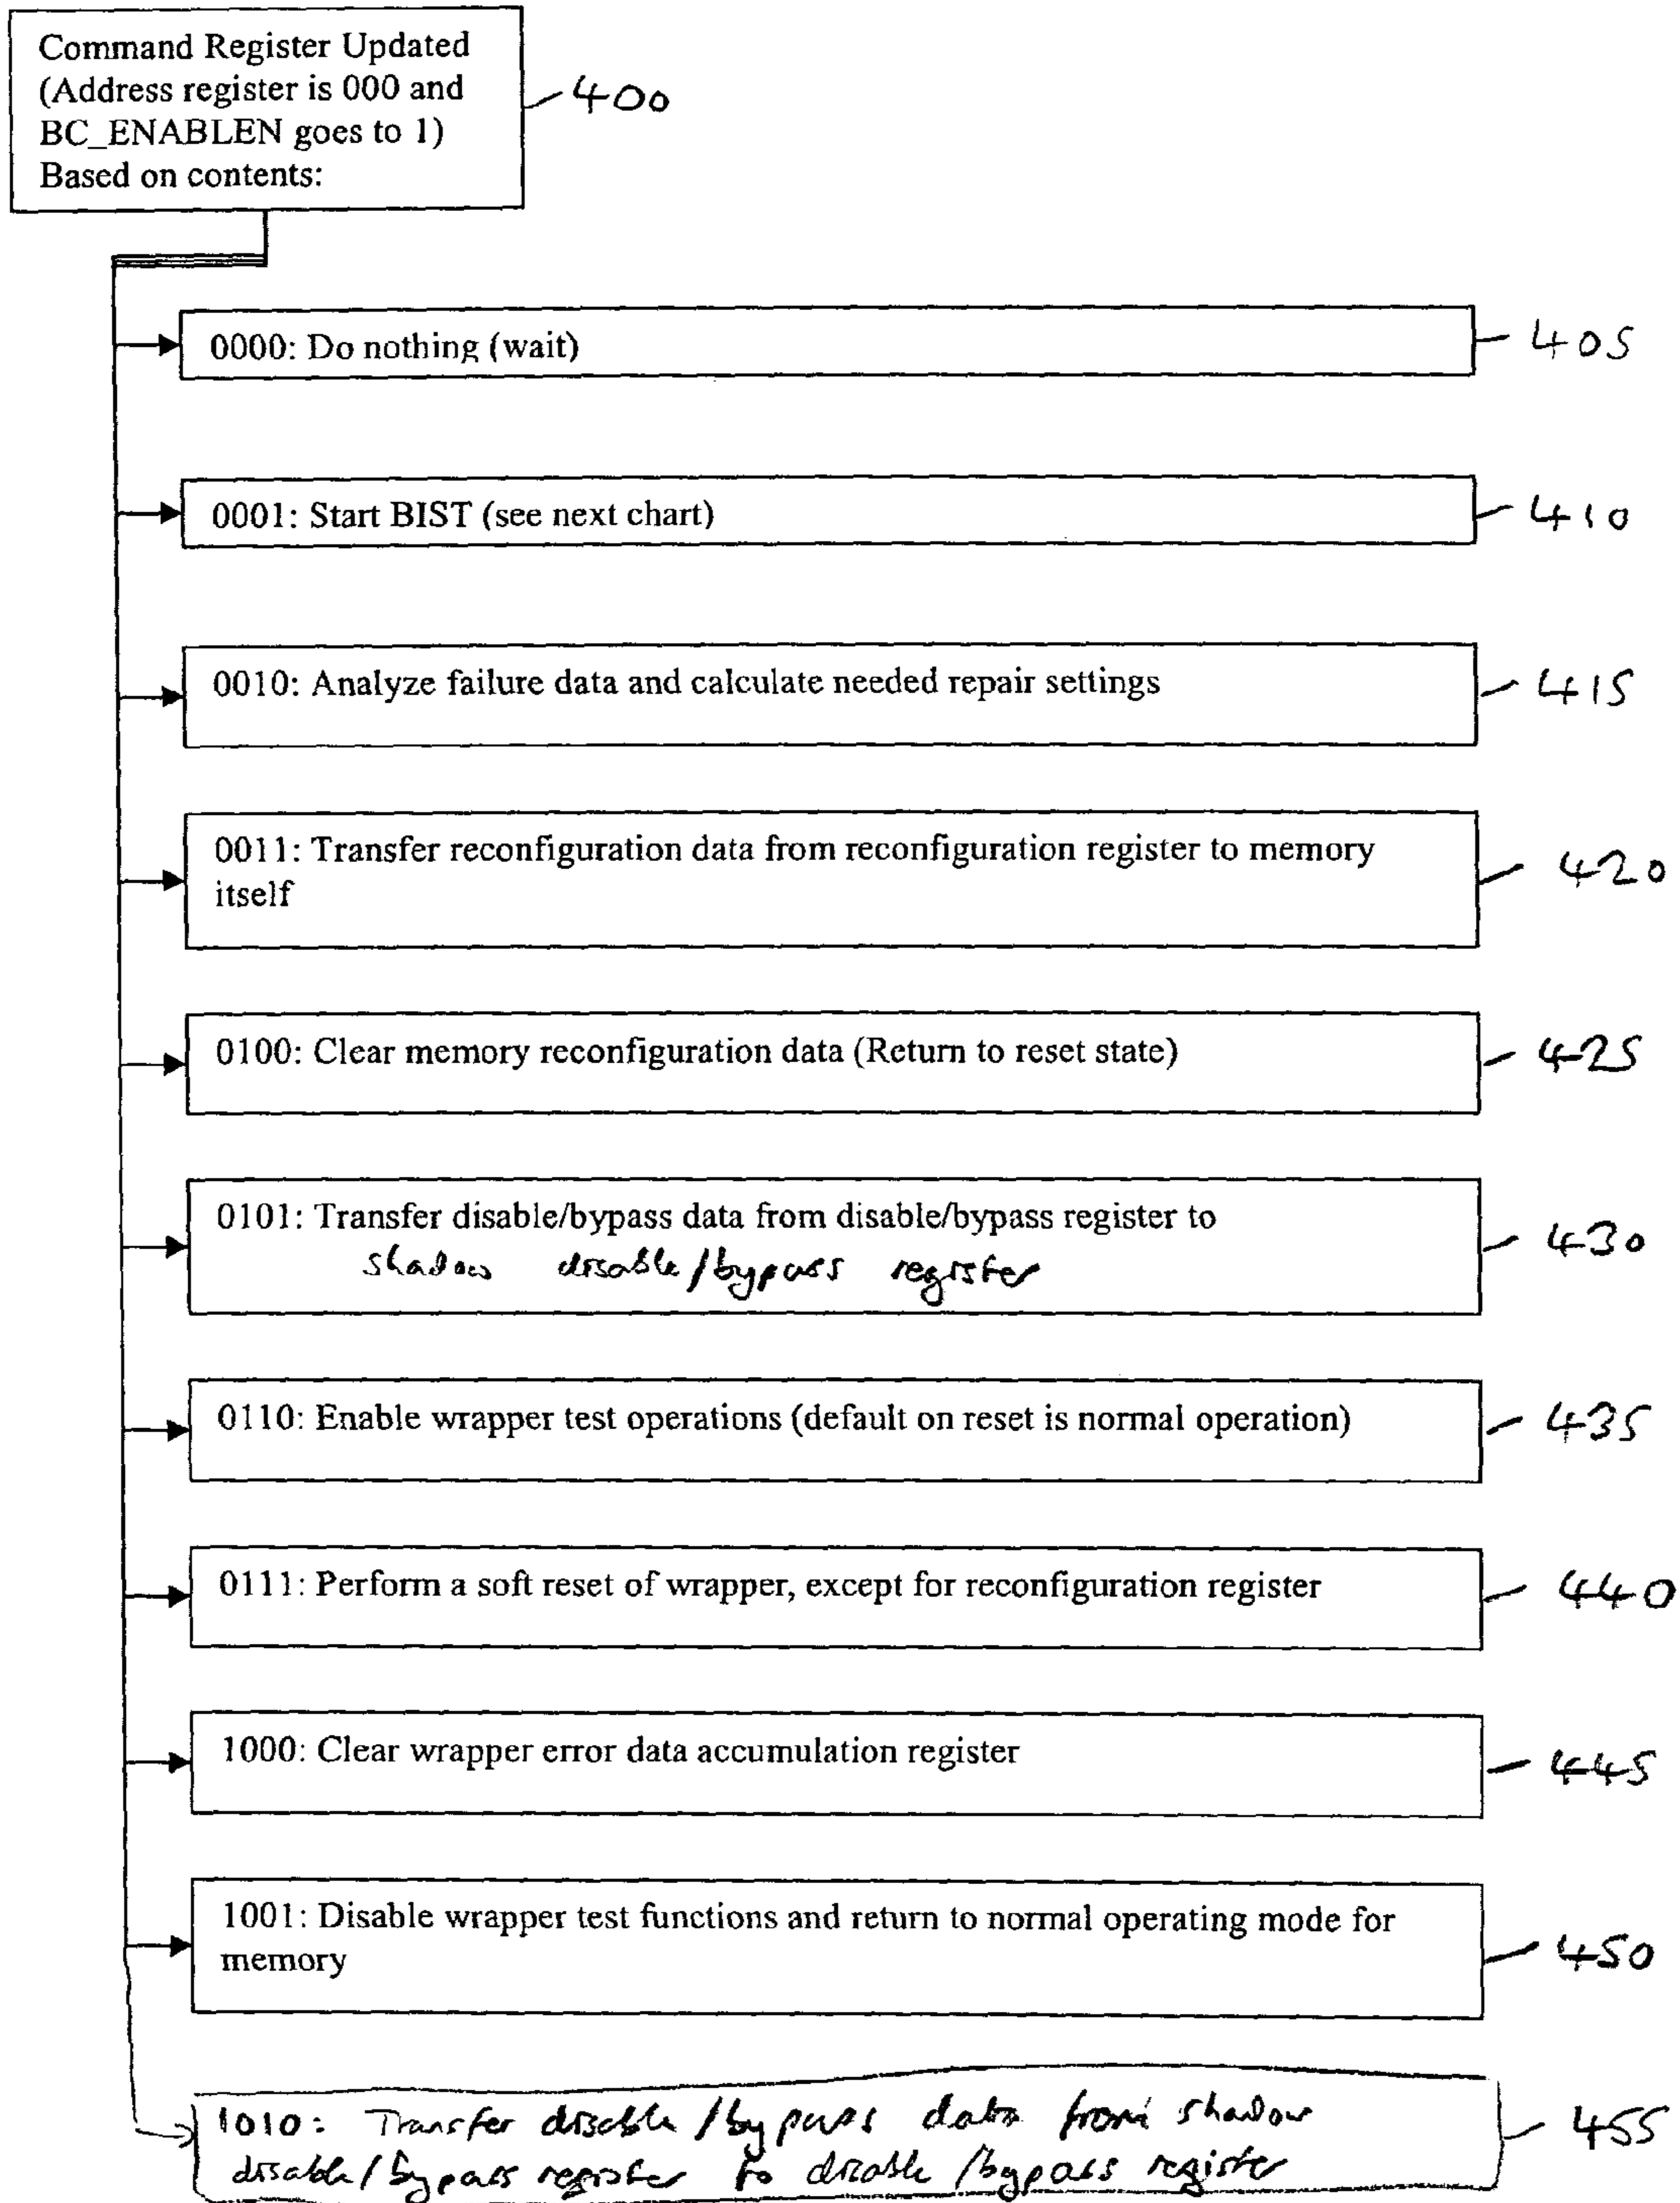 Command Register Updated
(Address register is 000 and
BC_ENABLEN goes to 1)
Based on contents:
400
0000: Do nothing (wait)
405
0001: Start BIST (see next chart)
410
0010: Analyze failure data and calculate needed repair settings
415
0011: Transfer reconfiguration data from reconfiguration register to memory
itself
420
0100: Clear memory reconfiguration data (Return to reset state)
425
0101: Transfer disable/bypass data from disable/bypass register to
shadow disable/bypass register
430
0110: Enable wrapper test operations (default on reset is normal operation)
435
0111: Perform a soft reset of wrapper, except for reconfiguration register
440
1000: Clear wrapper error data accumulation register
445
1001: Disable wrapper test functions and return to normal operating mode for
memory
450
1010: Transfer disable/bypass data from shadow
disable/bypass register to disable/bypass register
455